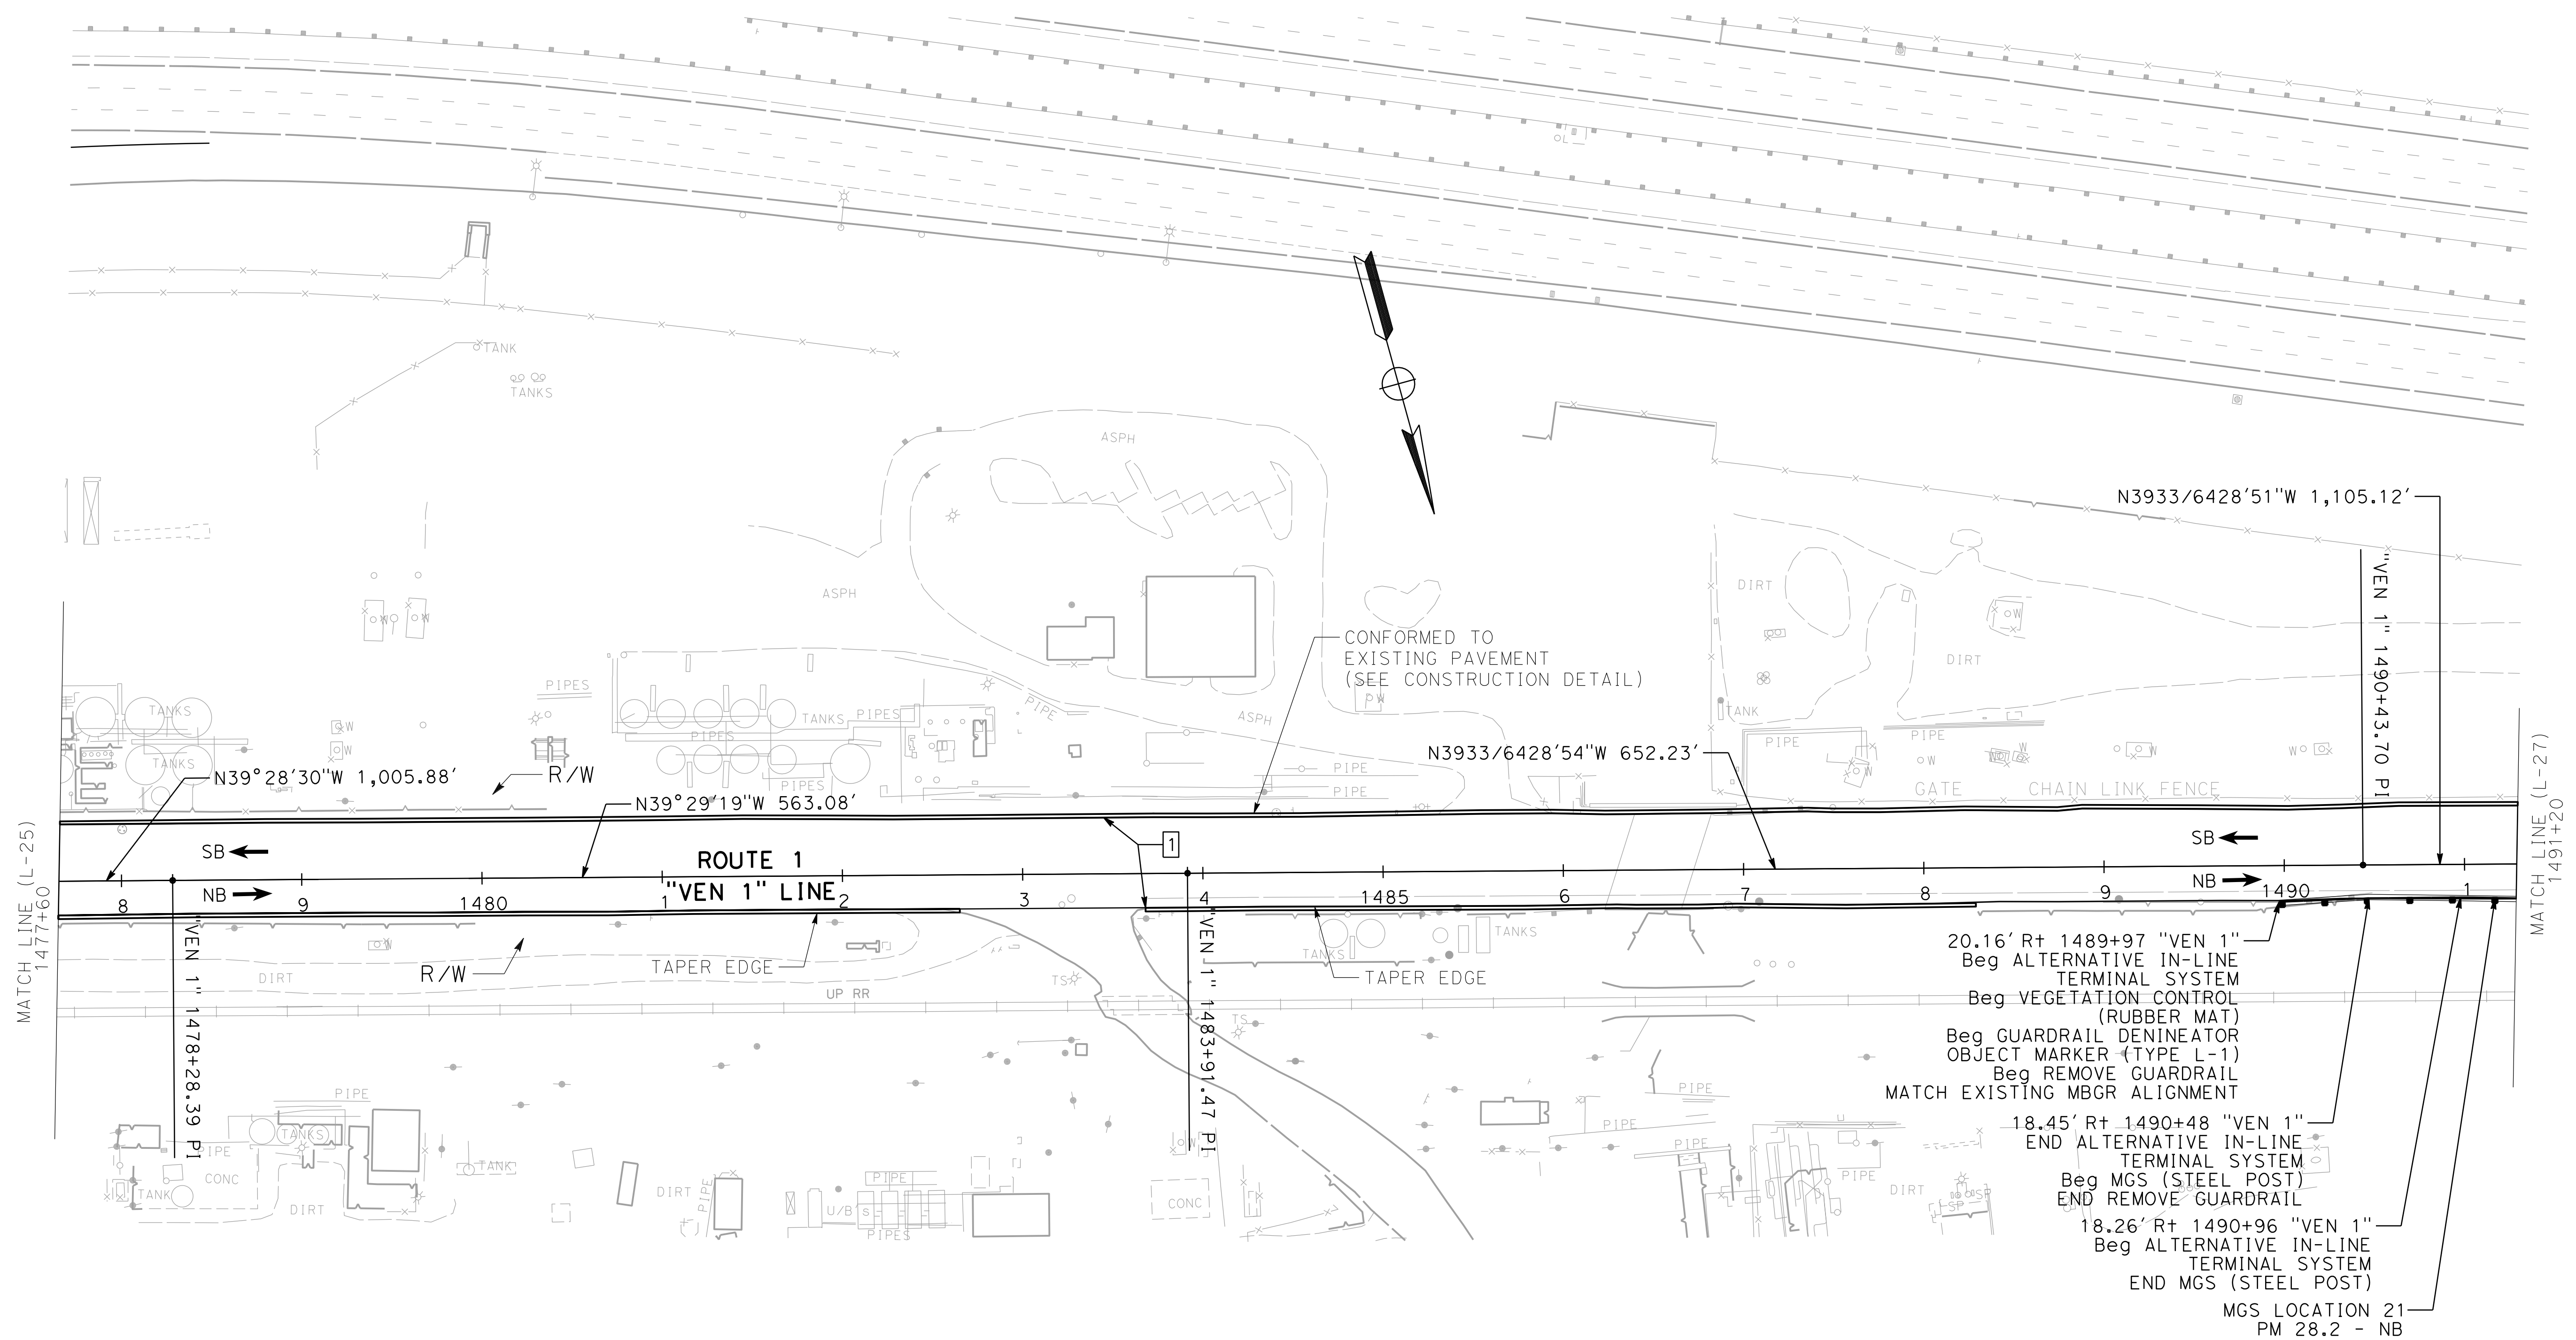 TANK
TANKS
ASPH
ASPH
N3933/6428'51"W 1,105.12'
"VEN 1" 1490+43.70 PI
DIRT
W
W
W
DIRT
CONFORMED TO
EXISTING PAVEMENT
(SEE CONSTRUCTION DETAIL)
PIPES
TANKS
W
W
TANKS
TANKS
PIPES
PIPES
PIPES
PIPE
ASPH
W
TANK
PIPE
PIPE
W
W
W
W
W
N3933/6428'54"W 652.23'
N39°28'30"W 1,005.88'
R/W
N39°29'19"W 563.08'
PIPE
PIPE
GATE
CHAIN LINK FENCE
MATCH LINE (L-25)
1477+60
MATCH LINE (L-27)
1491+20
SB
SB
1
ROUTE 1
NB
"VEN 1" LINE
NB
8
9
1480
1
2
3
4
1485
6
7
8
9
1490
1
"VEN 1" 1478+28.39 PI
"VEN 1" 1483+91.47 PI
W
R/W
TAPER EDGE
TAPER EDGE
TANKS
TANKS
DIRT
UP RR
TS
TS
20.16' Rt 1489+97 "VEN 1"
Beg ALTERNATIVE IN-LINE
TERMINAL SYSTEM
Beg VEGETATION CONTROL
(RUBBER MAT)
Beg GUARDRAIL DENINEATOR
OBJECT MARKER (TYPE L-1)
Beg REMOVE GUARDRAIL
MATCH EXISTING MBGR ALIGNMENT
18.45' Rt 1490+48 "VEN 1"
END ALTERNATIVE IN-LINE
TERMINAL SYSTEM
Beg MGS (STEEL POST)
END REMOVE GUARDRAIL
18.26' Rt 1490+96 "VEN 1"
Beg ALTERNATIVE IN-LINE
TERMINAL SYSTEM
END MGS (STEEL POST)
MGS LOCATION 21
PM 28.2 - NB
PIPE
TANKS
PIPE
CONC
TANK
DIRT
TANK
DIRT
PIPE
PIPE
U/B
S
PIPES
W
CONC
PIPE
PIPE
PIPE
PIPE
DIRT
SP
SP